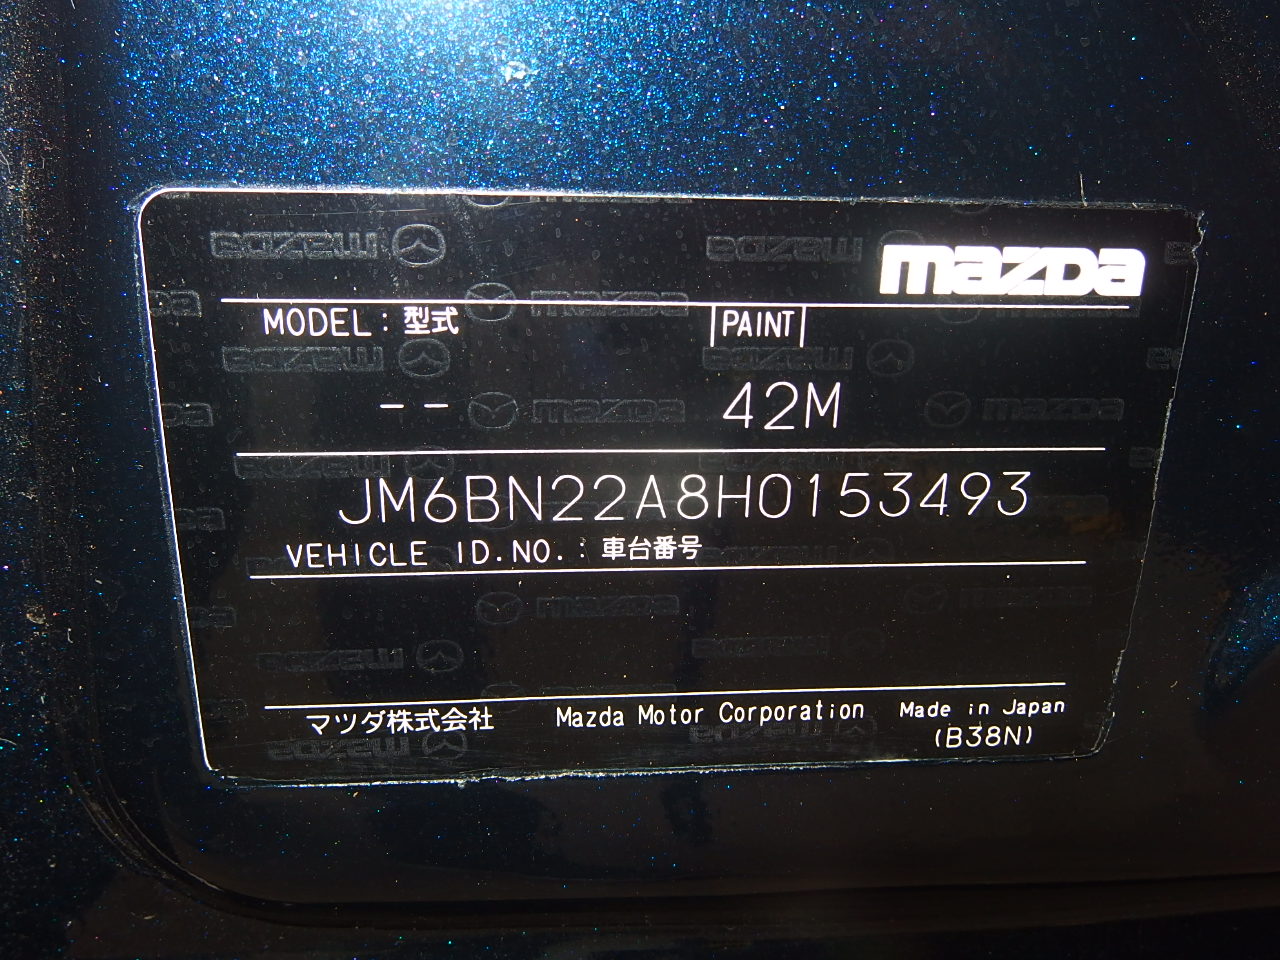 mazda
MODEL : 型式 PAINT
-- 42M
JM6BN22A8H0153493
VEHICLE ID.NO. : 車台番号
マツダ株式会社 Mazda Motor Corporation Made in Japan
(B38N)